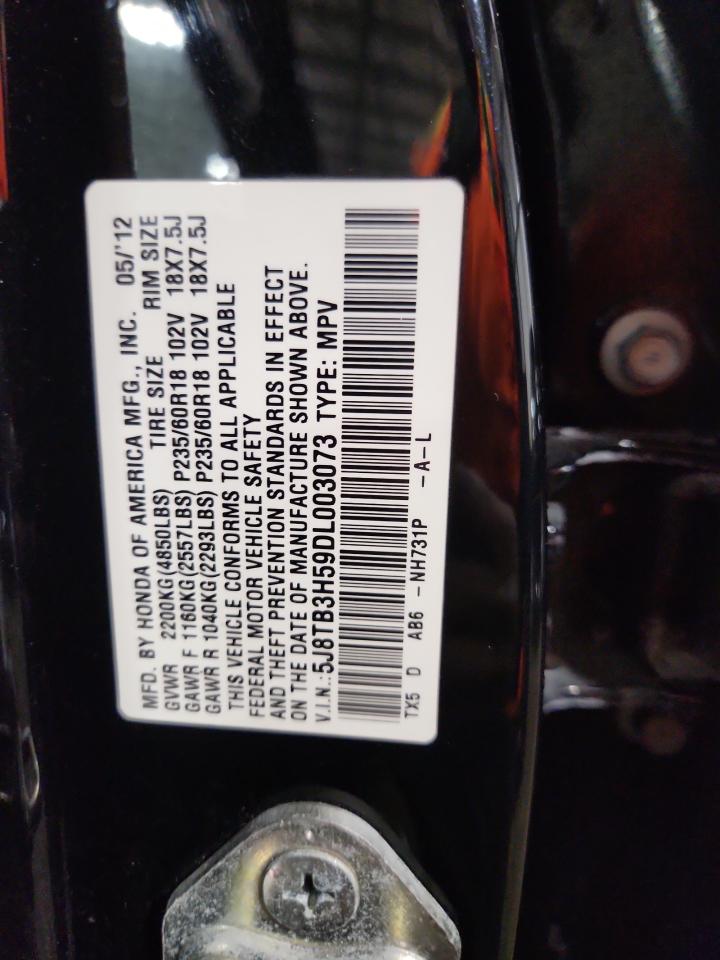 MFD. BY HONDA OF AMERICA MFG., INC. 05/'12
GVWR 2200KG(4850LBS) TIRE SIZE RIM SIZE
GAWR F 1160KG(2557LBS) P235/60R18 102V 18X7.5J
GAWR R 1040KG(2293LBS) P235/60R18 102V 18X7.5J
THIS VEHICLE CONFORMS TO ALL APPLICABLE
FEDERAL MOTOR VEHICLE SAFETY
AND THEFT PREVENTION STANDARDS IN EFFECT
ON THE DATE OF MANUFACTURE SHOWN ABOVE.
V.I.N.:5J8TB3H59DL003073 TYPE: MPV
TX5 D AB6 -NH731P -A-L